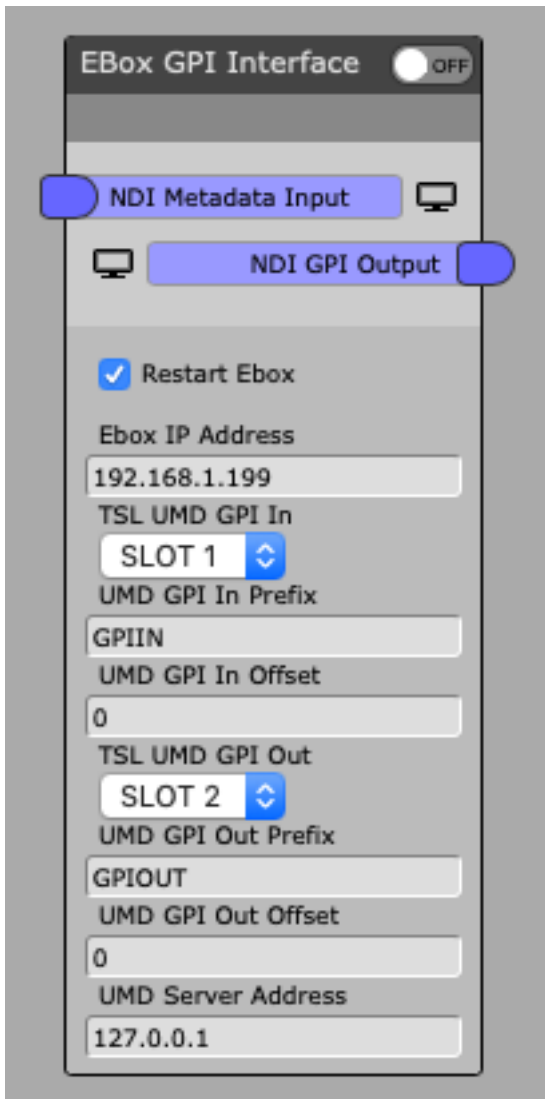 EBox GPI Interface OFF
NDI Metadata Input
NDI GPI Output
Restart Ebox
Ebox IP Address
192.168.1.199
TSL UMD GPI In
SLOT 1
UMD GPI In Prefix
GPIIN
UMD GPI In Offset
0
TSL UMD GPI Out
SLOT 2
UMD GPI Out Prefix
GPIOUT
UMD GPI Out Offset
0
UMD Server Address
127.0.0.1